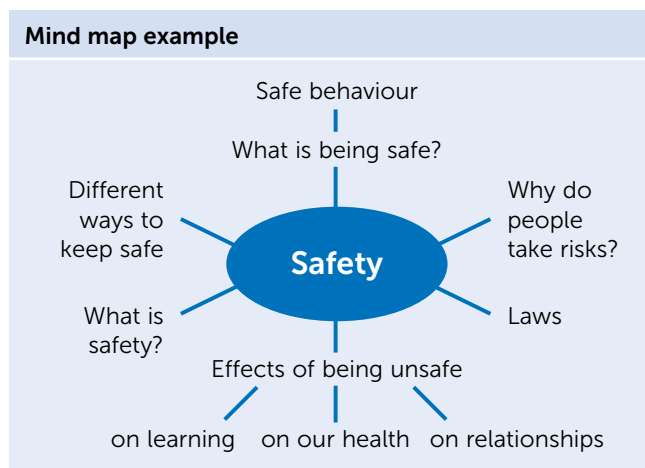 Mind map example
Safe behaviour
What is being safe?
Different
ways to
keep safe
Why do
people
take risks?
Safety
What is
safety?
Laws
Effects of being unsafe
on learning
on our health
on relationships